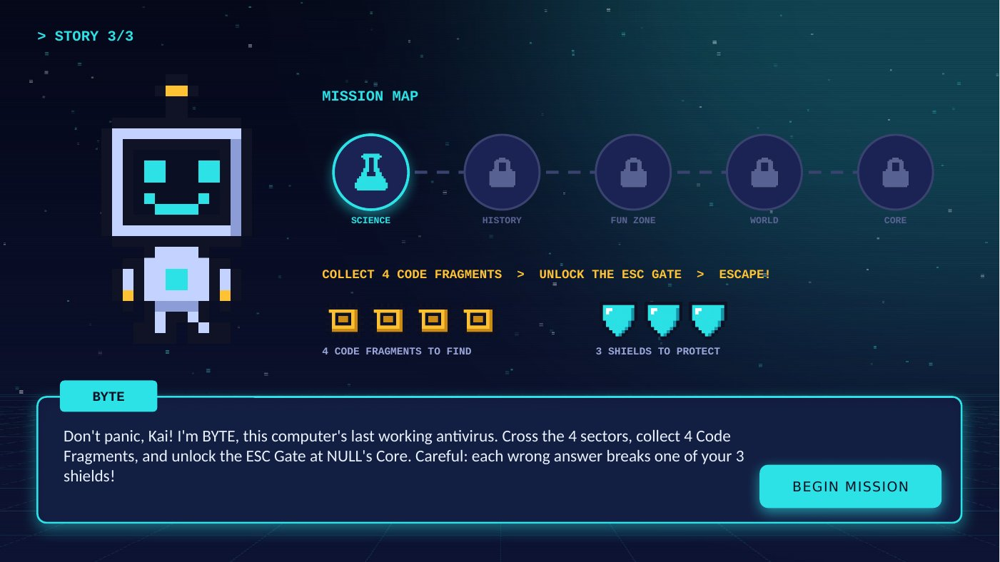 > STORY 3/3
MISSION MAP
SCIENCE
HISTORY
FUN ZONE
WORLD
CORE
COLLECT 4 CODE FRAGMENTS > UNLOCK THE ESC GATE > ESCAPE!
4 CODE FRAGMENTS TO FIND
3 SHIELDS TO PROTECT
BYTE
Don't panic, Kai! I'm BYTE, this computer's last working antivirus. Cross the 4 sectors, collect 4 Code
Fragments, and unlock the ESC Gate at NULL's Core. Careful: each wrong answer breaks one of your 3
shields!
BEGIN MISSION